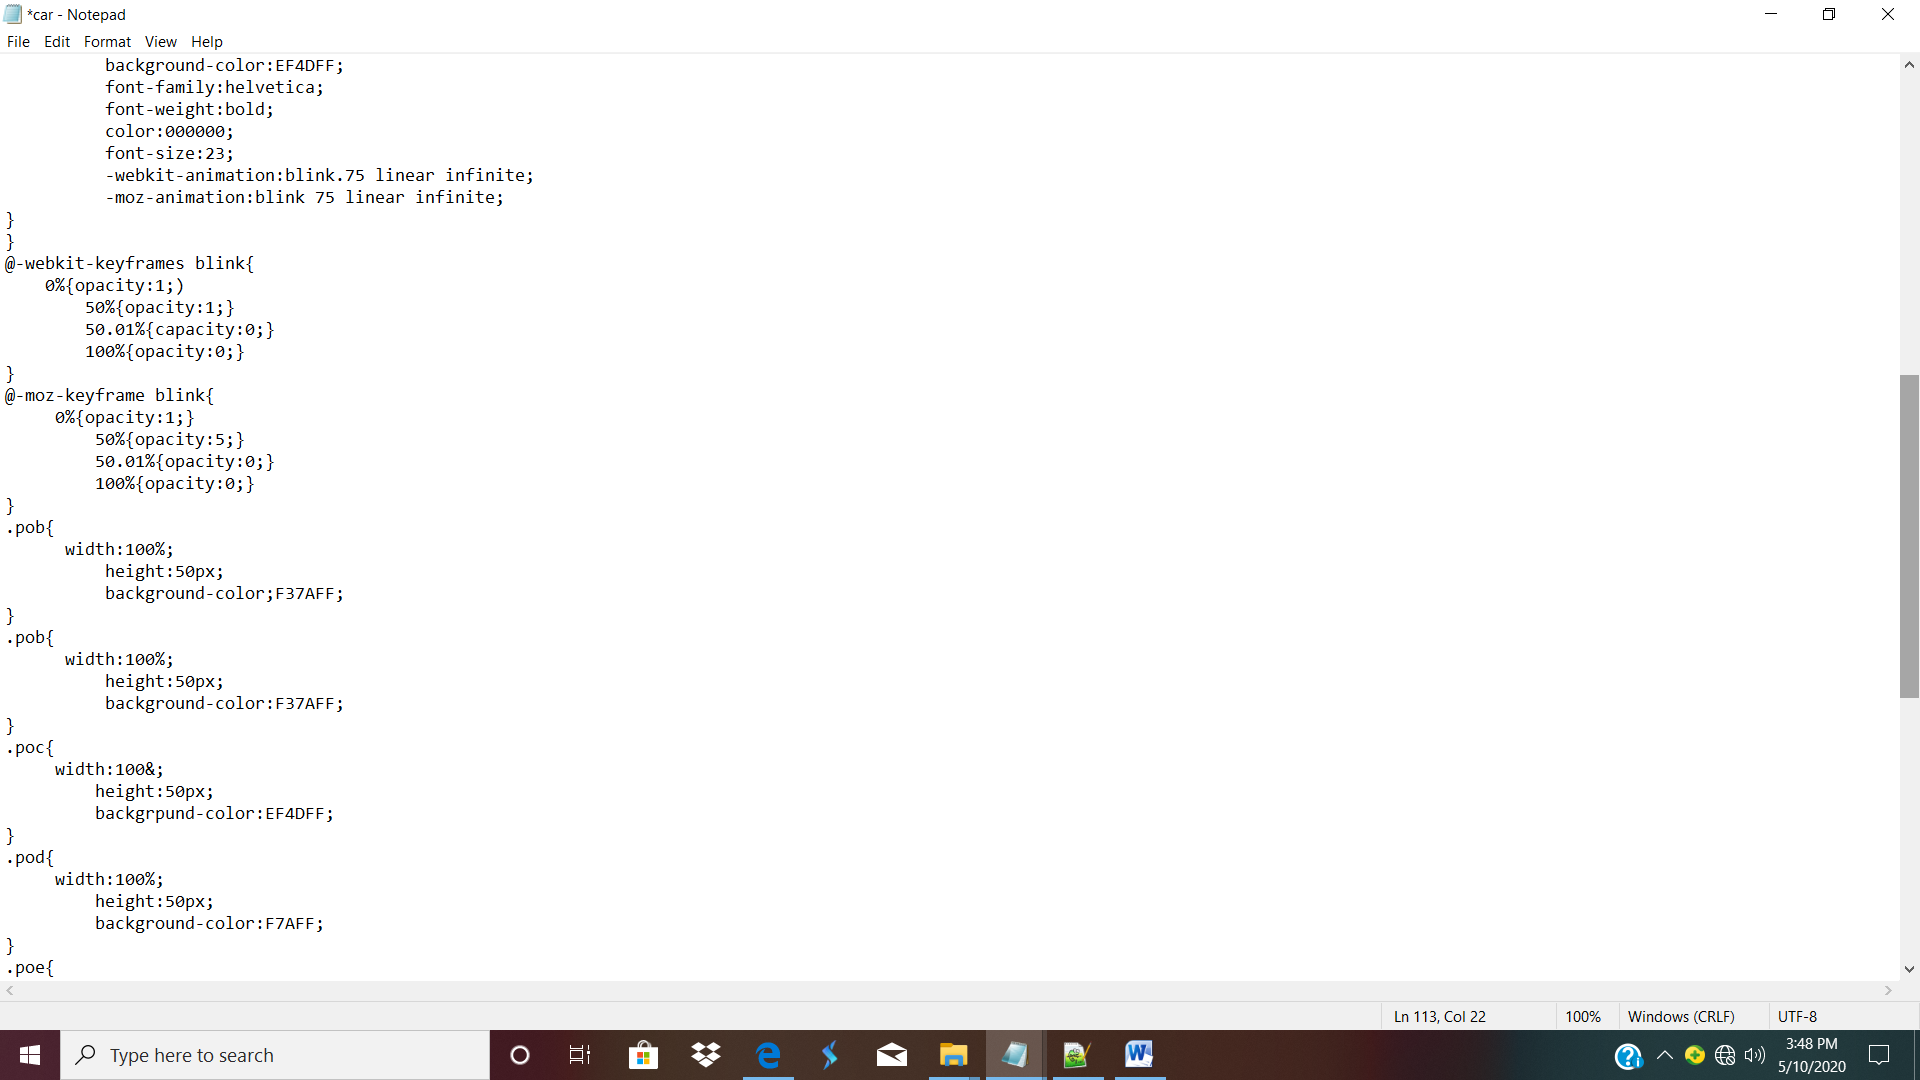 *car - Notepad
File Edit Format View Help
background-color:EF4DFF;
font-family:helvetica;
font-weight:bold;
color:000000;
font-size:23;
-webkit-animation:blink.75 linear infinite;
-moz-animation:blink 75 linear infinite;
}
}
@-webkit-keyframes blink{
0%{opacity:1;)
50%{opacity:1;}
50.01%{capacity:0;}
100%{opacity:0;}
}
@-moz-keyframe blink{
0%{opacity:1;}
50%{opacity:5;}
50.01%{opacity:0;}
100%{opacity:0;}
}
.pob{
width:100%;
height:50px;
background-color;F37AFF;
}
.pob{
width:100%;
height:50px;
background-color:F37AFF;
}
.poc{
width:100&;
height:50px;
backgrpund-color:EF4DFF;
}
.pod{
width:100%;
height:50px;
background-color:F7AFF;
}
.poe{
Ln 113, Col 22 100% Windows (CRLF) UTF-8
Type here to search
3:48 PM
5/10/2020